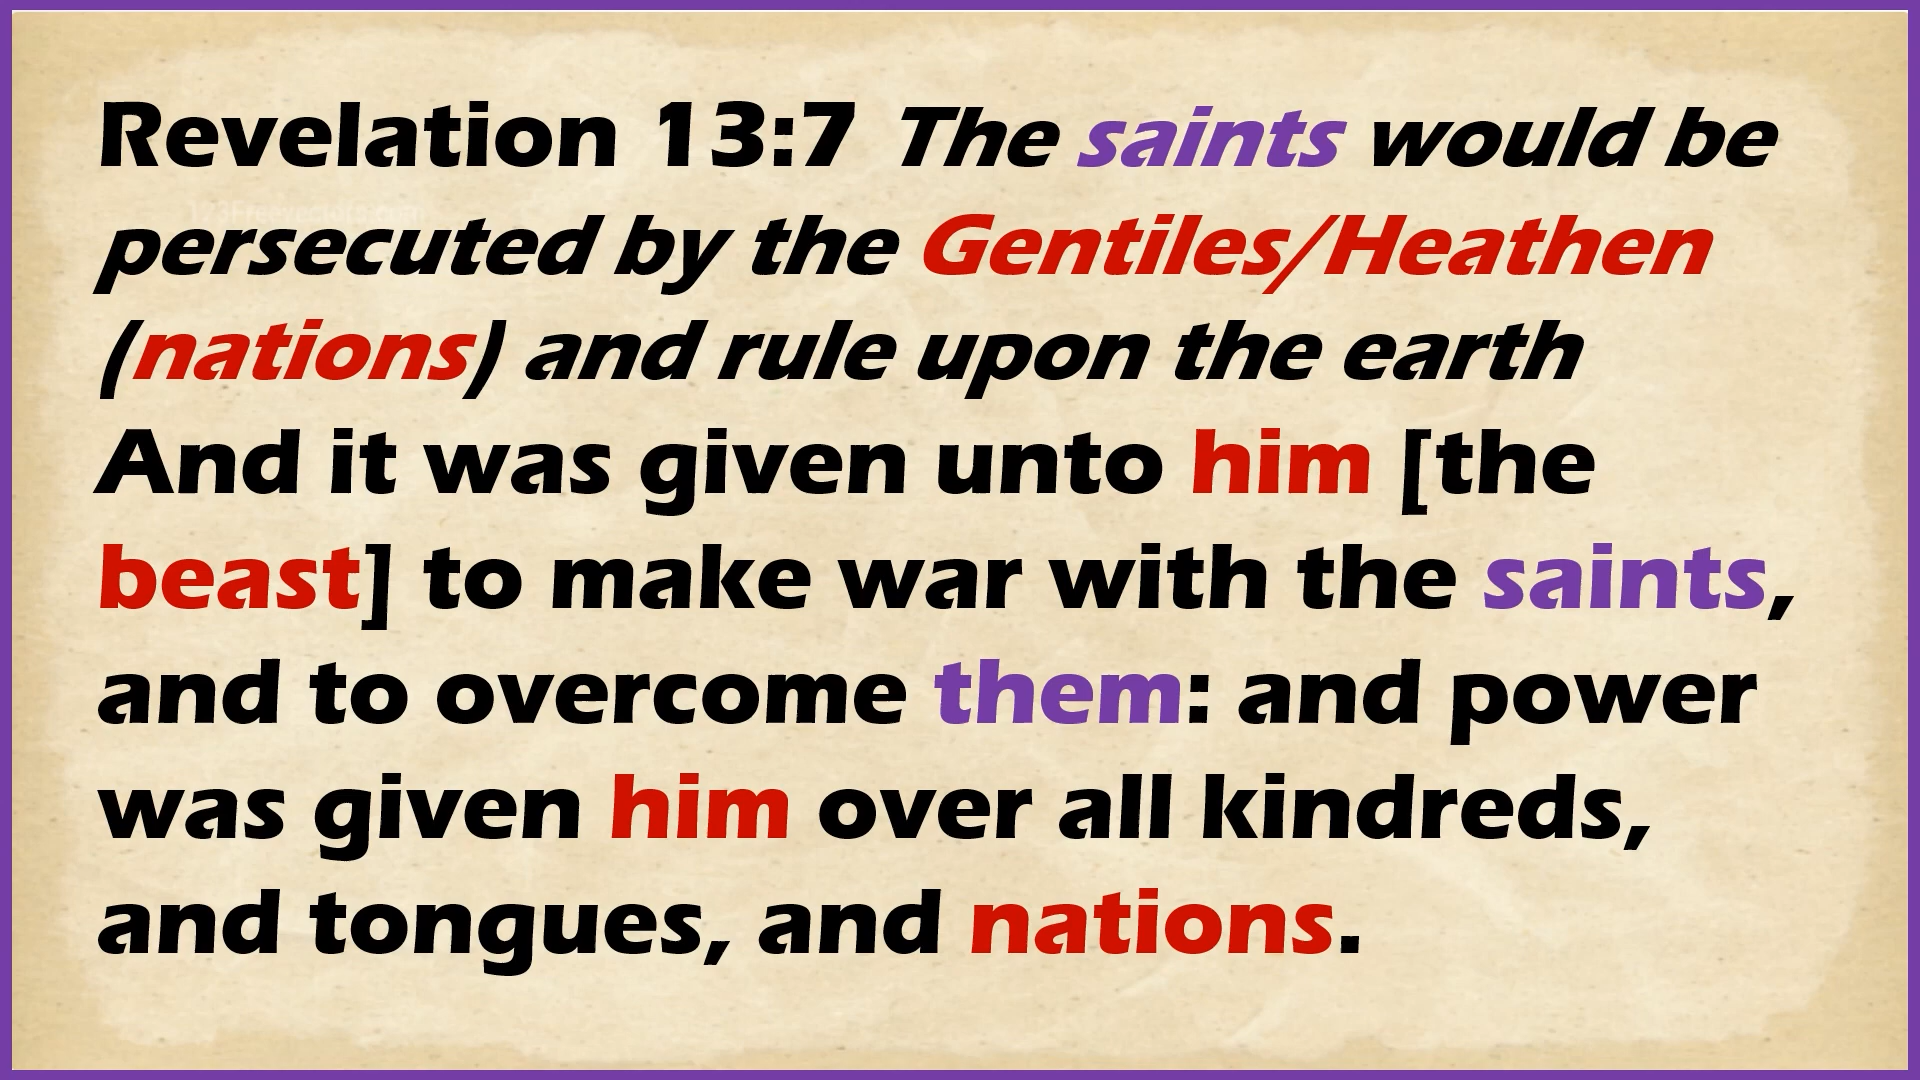 Revelation 13:7 The saints would be
123Freevectors.com
persecuted by the Gentiles/Heathen
(nations) and rule upon the earth
And it was given unto him [the
beast] to make war with the saints,
and to overcome them: and power
was given him over all kindreds,
and tongues, and nations.